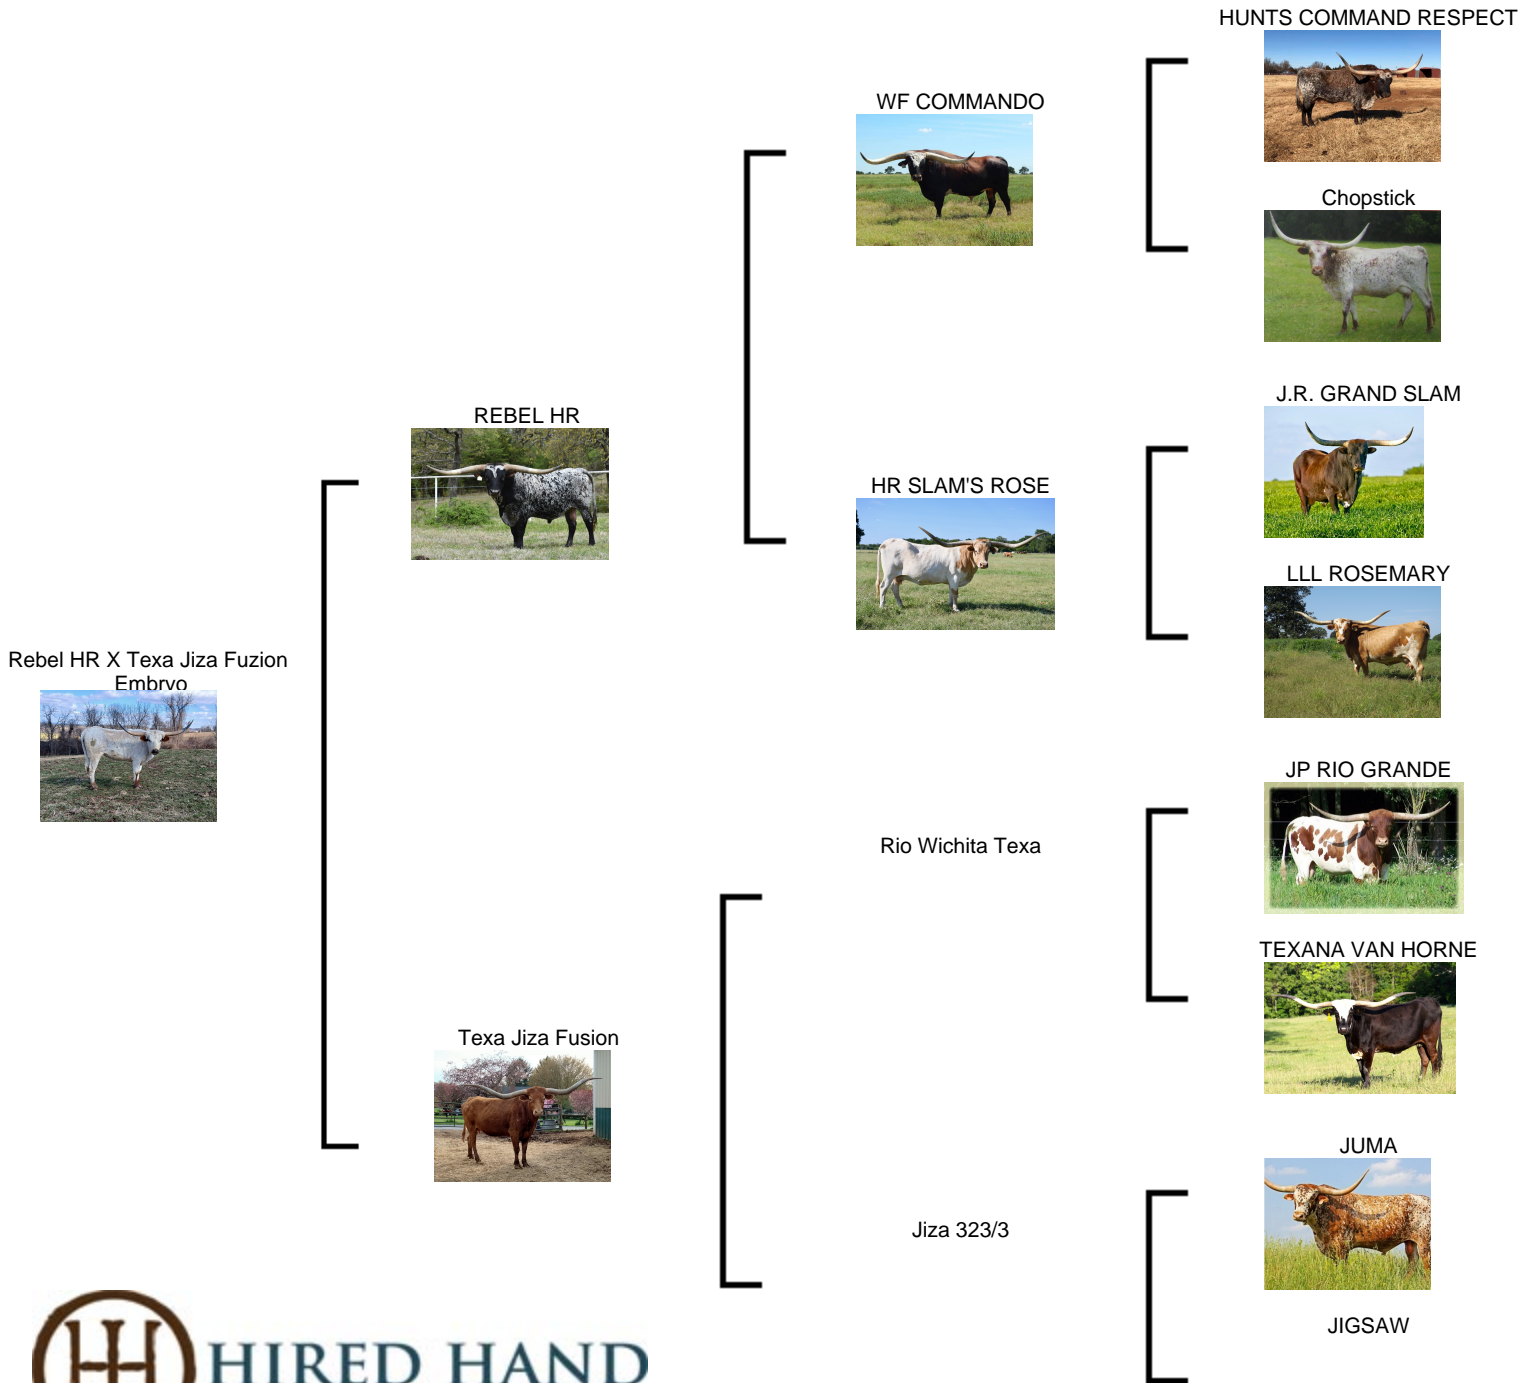 HUNTS COMMAND RESPECT
WF COMMANDO
Chopstick
J.R. GRAND SLAM
REBEL HR
HR SLAM'S ROSE
LLL ROSEMARY
Rebel HR X Texa Jiza Fuzion
Embryo
JP RIO GRANDE
Rio Wichita Texa
TEXANA VAN HORNE
Texa Jiza Fusion
JUMA
Jiza 323/3
JIGSAW
HIRED HAND